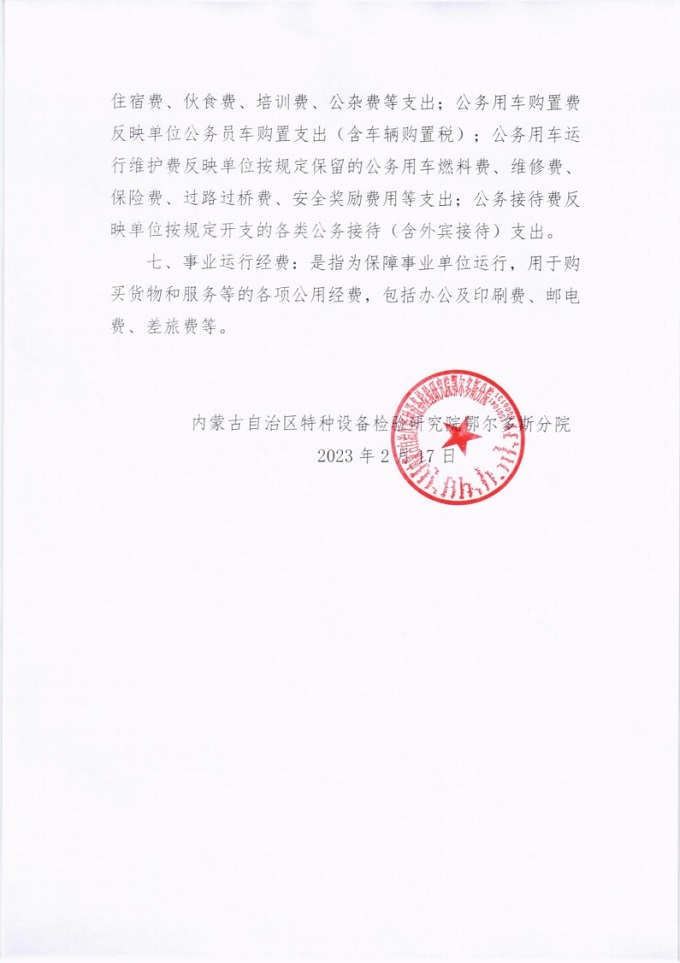 住宿费、伙食费、培训费、公杂费等支出；公务用车购置费
反映单位公务员车购置支出（含车辆购置税）；公务用车运
行维护费反映单位按规定保留的公务用车燃料费、维修费、
保险费、过路过桥费、安全奖励费用等支出；公务接待费反
映单位按规定开支的各类公务接待（含外宾接待）支出。
七、事业运行经费：是指为保障事业单位运行，用于购
买货物和服务等的各项公用经费，包括办公及印刷费、邮电
费、差旅费等。
内蒙古自治区特种设备检验研究院鄂尔多斯分院
2023 年 2 月 17 日